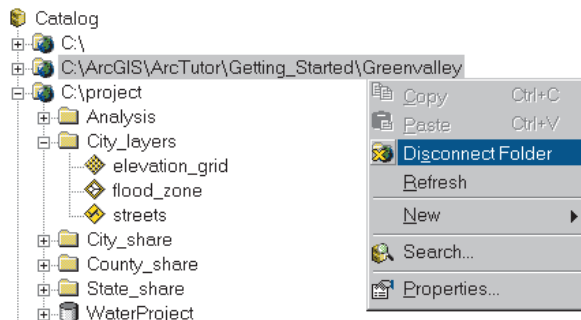 Catalog
C:\
C:\ArcGIS\ArcTutor\Getting_Started\Greenvalley
C:\project
Analysis
City_layers
elevation_grid
flood_zone
streets
City_share
County_share
State_share
WaterProject
Copy Ctrl+C
Paste Ctrl+V
Disconnect Folder
Refresh
New
Search...
Properties...